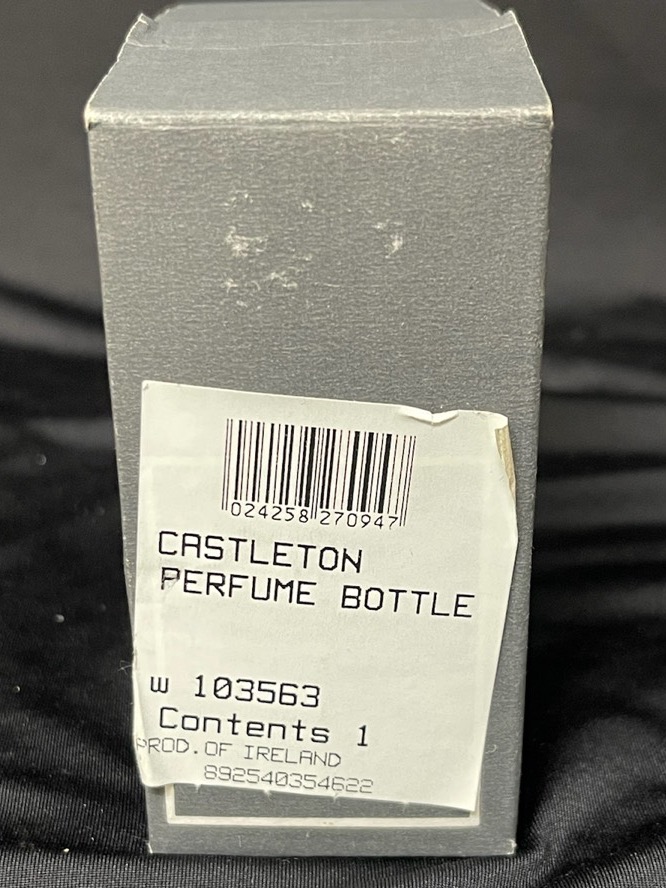 024258 270947
CASTLETON
PERFUME BOTTLE
w 103563
Contents 1
PROD. OF IRELAND
892540354622